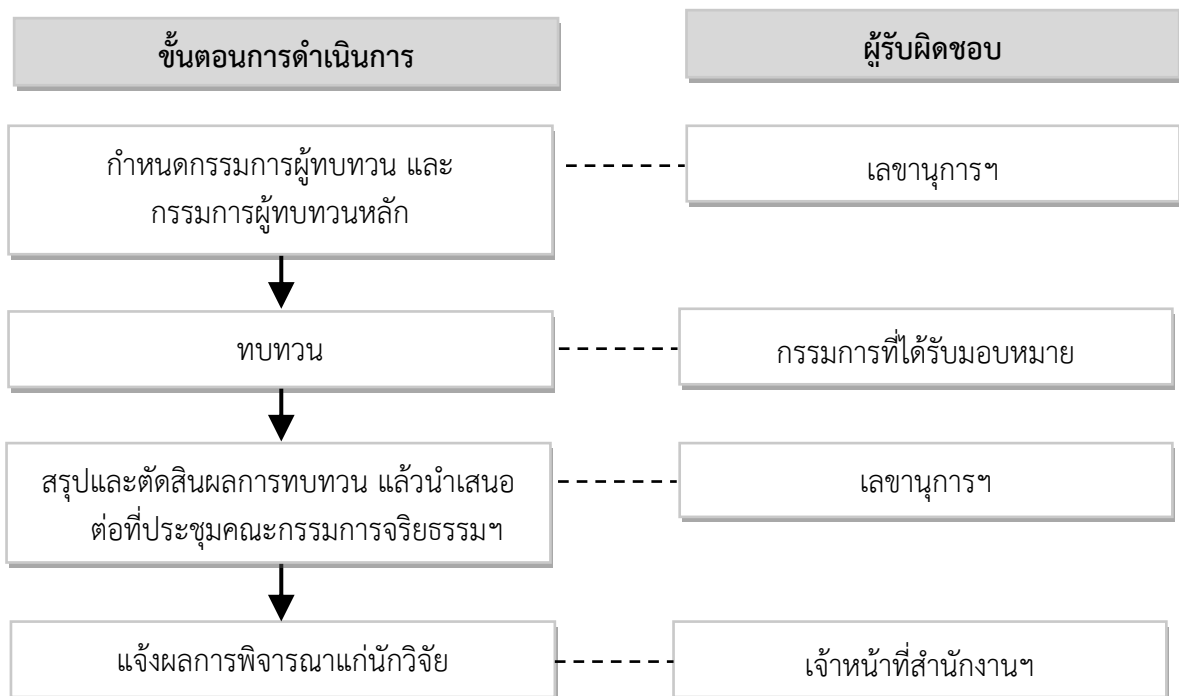 ขั้นตอนการดำเนินการ
ผู้รับผิดชอบ
กำหนดกรรมการผู้ทบทวน และ
กรรมการผู้ทบทวนหลัก
เลขานุการฯ
ทบทวน
กรรมการที่ได้รับมอบหมาย
สรุปและตัดสินผลการทบทวน แล้วนำเสนอ
ต่อที่ประชุมคณะกรรมการจริยธรรมฯ
เลขานุการฯ
แจ้งผลการพิจารณาแก่นักวิจัย
เจ้าหน้าที่สำนักงานฯ